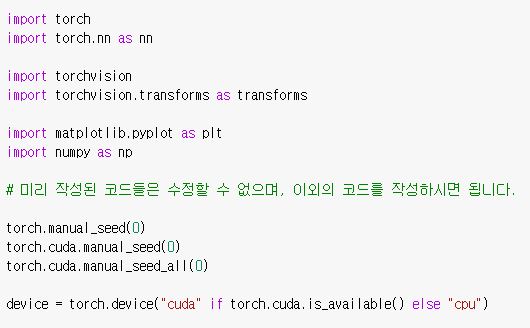 import torch
import torch.nn as nn
import torchvision
import torchvision.transforms as transforms
import matplotlib.pyplot as plt
import numpy as np
# 미리 작성된 코드들은 수정할 수 없으며, 이외의 코드를 작성하시면 됩니다.
torch.manual_seed(0)
torch.cuda.manual_seed(0)
torch.cuda.manual_seed_all(0)
device = torch.device("cuda" if torch.cuda.is_available() else "cpu")